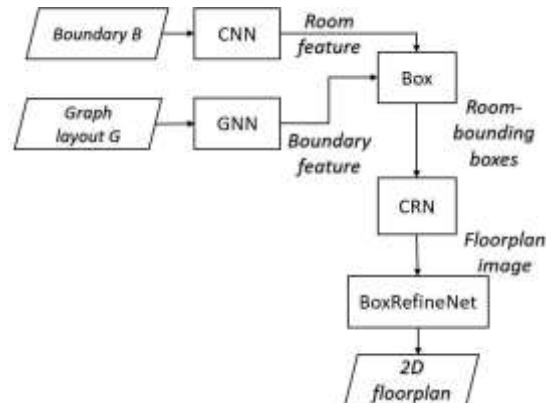 Boundary B
CNN
Room
feature
Box
Graph
layout G
GNN
Boundary
feature
Room-
bounding
boxes
CRN
Floorplan
image
BoxRefineNet
2D
floorplan